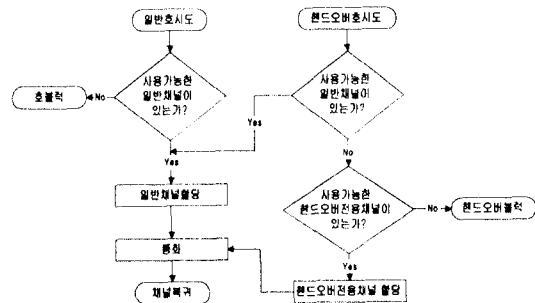 일반호시도
핸드오버호시도
사용가능한
일반채널이
있는가?
사용가능한
일반채널이
있는가?
호블럭
No
Yes
Yes
No
일반채널할당
사용가능한
핸드오버전용채널이
있는가?
No
핸드오버블럭
통화
Yes
채널복귀
핸드오버전용채널 할당